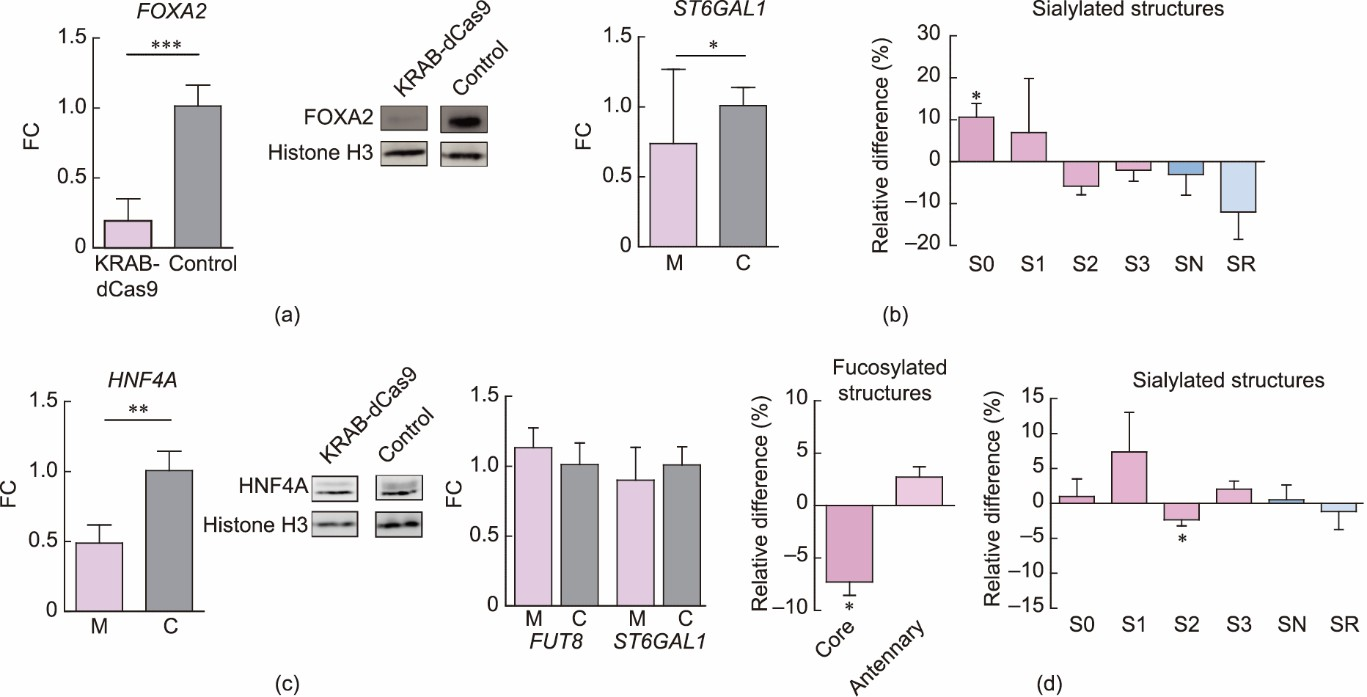 FOXA2
1.5
1.0
0.5
0
FC
***
KRAB-
dCas9
Control
KRAB-dCas9
Control
FOXA2
Histone H3
(a)
ST6GAL1
1.5
1.0
0.5
0
FC
*
M C
Sialylated structures
Relative difference (%)
30
20
10
0
–10
–20
*
S0 S1 S2 S3 SN SR
(b)
HNF4A
1.5
1.0
0.5
0
FC
**
M C
KRAB-dCas9
Control
HNF4A
Histone H3
1.5
1.0
0.5
0
FC
M C M C
FUT8 ST6GAL1
(c)
Fucosylated
structures
Relative difference (%)
10
5
0
–5
–10
*
Core
Antennary
Sialylated structures
Relative difference (%)
15
10
5
0
–5
–10
–15
*
S0 S1 S2 S3 SN SR
(d)